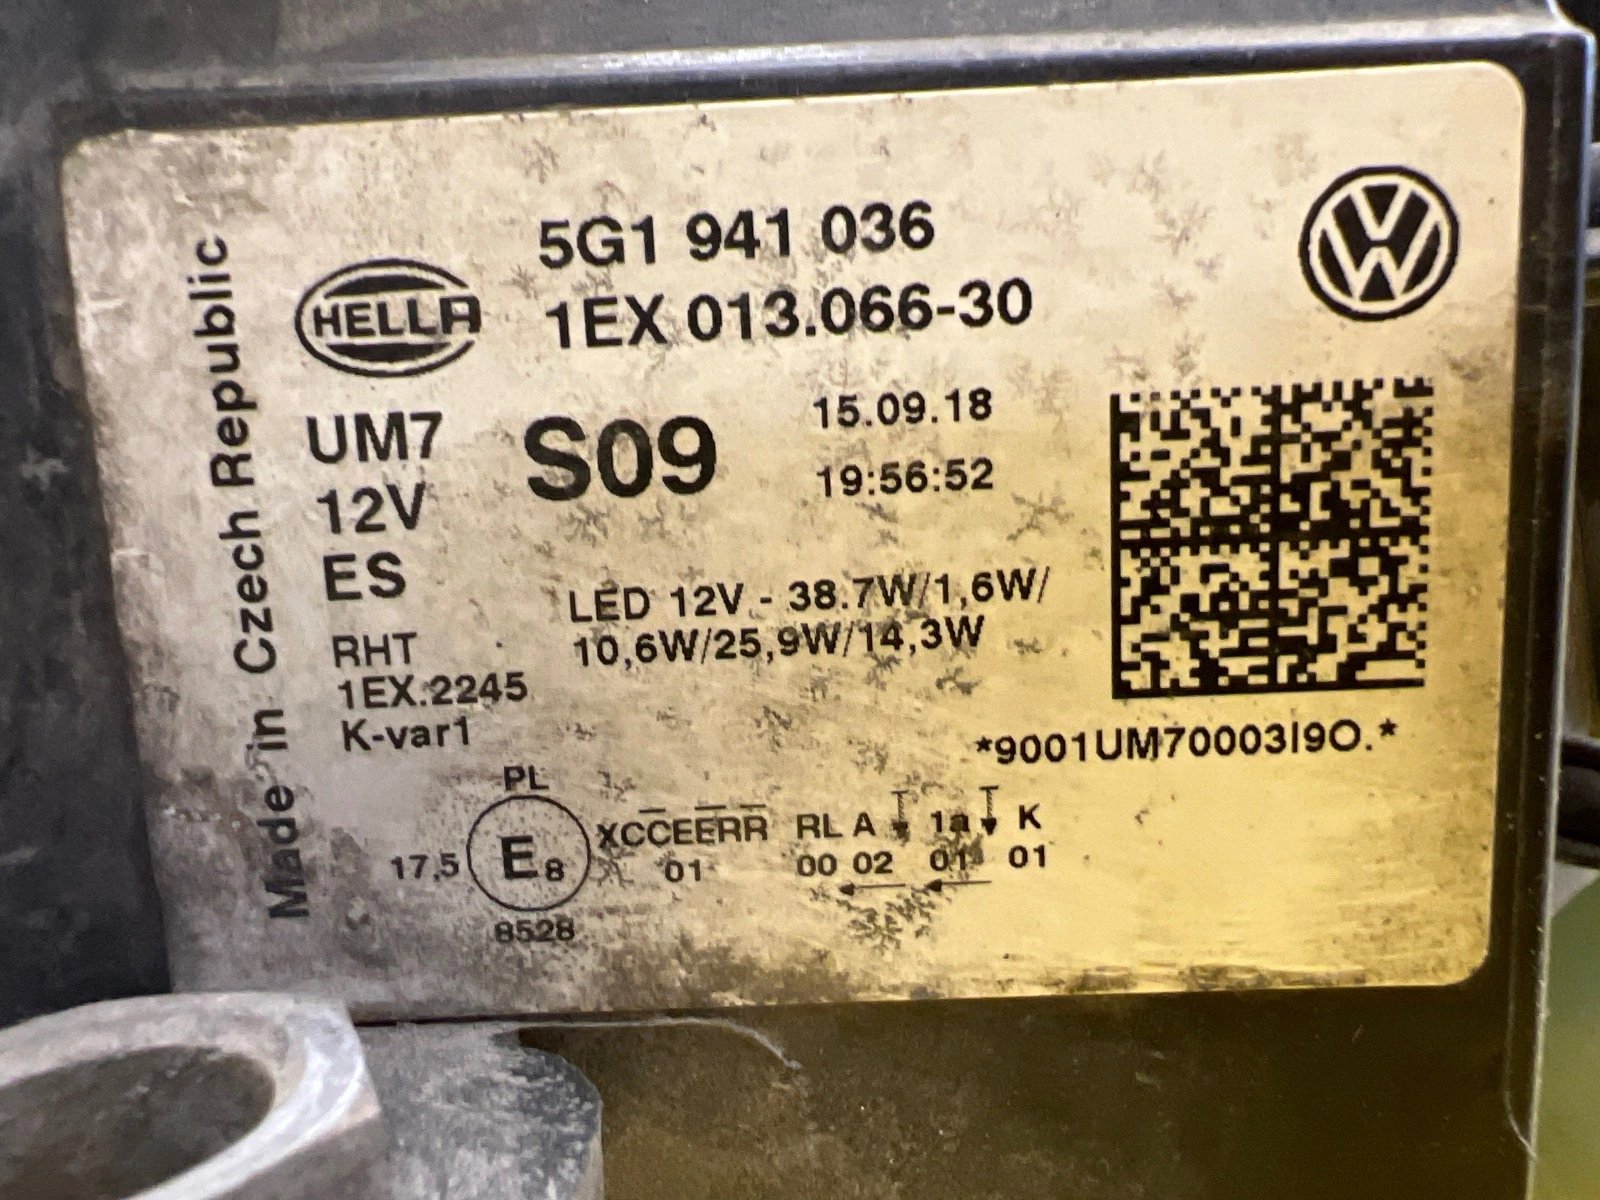 Made in Czech Republic
HELLA
5G1 941 036
1EX 013.066-30
UM7
S09
15.09.18
12V
19:56:52
ES
LED 12V - 38.7W/1,6W/
10,6W/25,9W/14,3W
RHT
1EX.2245
K-var1
*9001UM70003I9O.*
PL
XCCEERR RL A 1a K
17,5 E8 01 00 02 01 01
8528